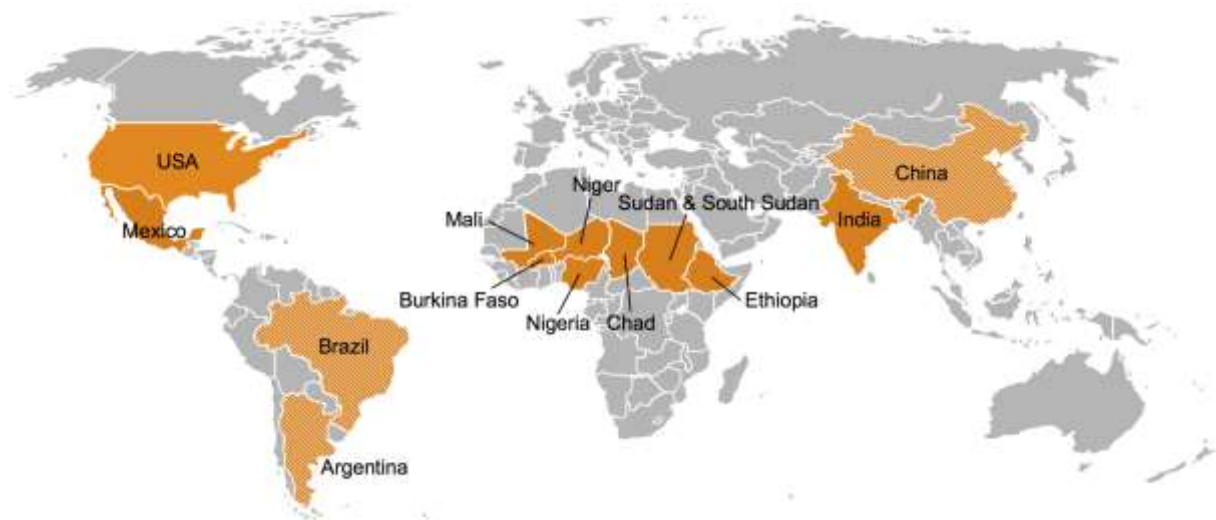 USA
China
Niger
Sudan & South Sudan
Mali
India
Mexico
Burkina Faso
Ethiopia
Nigeria
Chad
Brazil
Argentina